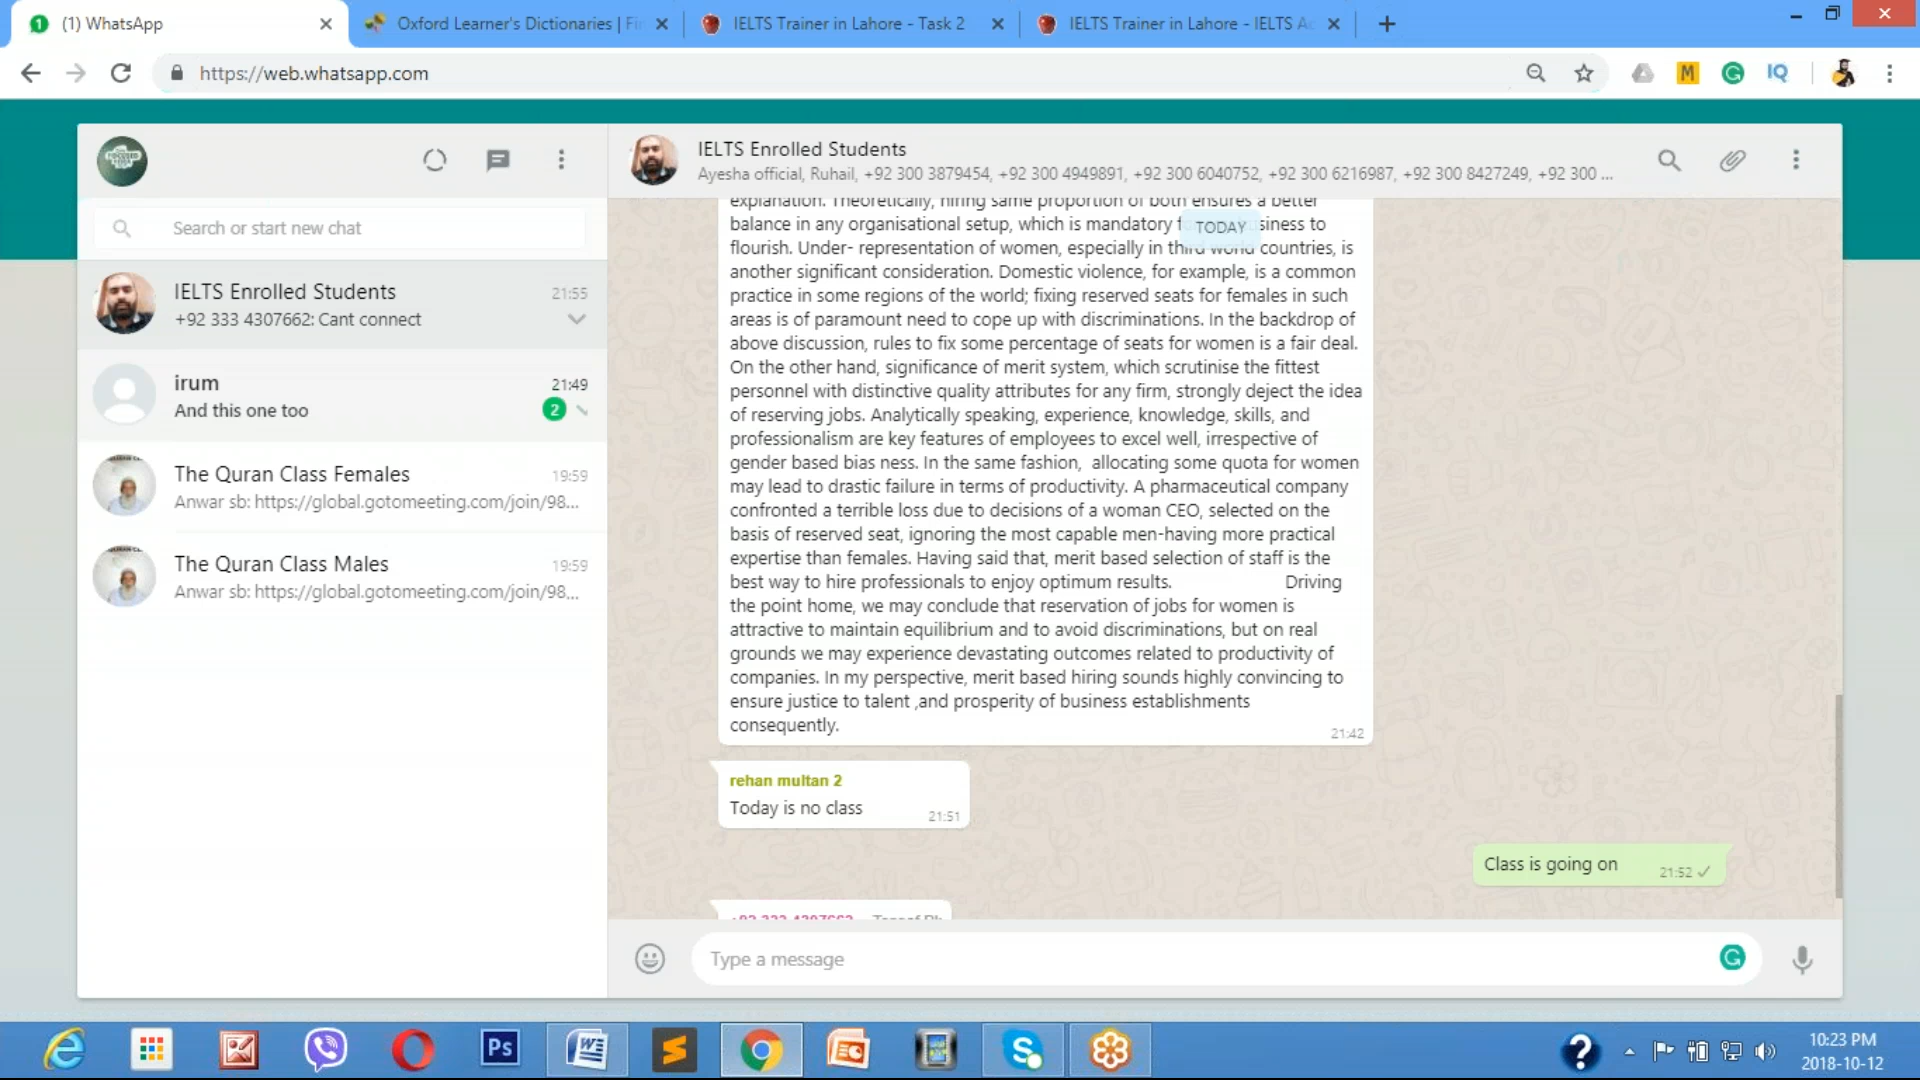 (1) WhatsApp
Oxford Learner's Dictionaries | Fi
IELTS Trainer in Lahore - Task 2
IELTS Trainer in Lahore - IELTS Ac
https://web.whatsapp.com
IELTS Enrolled Students
Ayesha official, Ruhail, +92 300 3879454, +92 300 4949891, +92 300 6040752, +92 300 6216987, +92 300 8427249, +92 300 ...
Search or start new chat
IELTS Enrolled Students
21:55
+92 333 4307662: Cant connect
irum
21:49
And this one too
2
The Quran Class Females
19:59
Anwar sb: https://global.gotomeeting.com/join/98...
The Quran Class Males
19:59
Anwar sb: https://global.gotomeeting.com/join/98...
TODAY
explanation. Theoretically, hiring same proportion of both ensures a better
balance in any organisational setup, which is mandatory siness to
flourish. Under- representation of women, especially in third world countries, is
another significant consideration. Domestic violence, for example, is a common
practice in some regions of the world; fixing reserved seats for females in such
areas is of paramount need to cope up with discriminations. In the backdrop of
above discussion, rules to fix some percentage of seats for women is a fair deal.
On the other hand, significance of merit system, which scrutinise the fittest
personnel with distinctive quality attributes for any firm, strongly deject the idea
of reserving jobs. Analytically speaking, experience, knowledge, skills, and
professionalism are key features of employees to excel well, irrespective of
gender based bias ness. In the same fashion, allocating some quota for women
may lead to drastic failure in terms of productivity. A pharmaceutical company
confronted a terrible loss due to decisions of a woman CEO, selected on the
basis of reserved seat, ignoring the most capable men-having more practical
expertise than females. Having said that, merit based selection of staff is the
best way to hire professionals to enjoy optimum results. Driving
the point home, we may conclude that reservation of jobs for women is
attractive to maintain equilibrium and to avoid discriminations, but on real
grounds we may experience devastating outcomes related to productivity of
companies. In my perspective, merit based hiring sounds highly convincing to
ensure justice to talent ,and prosperity of business establishments
consequently.
21:42
rehan multan 2
Today is no class
21:51
Class is going on
21:52
+92 333 4307662
Type a message
Ps
10:23 PM
2018-10-12